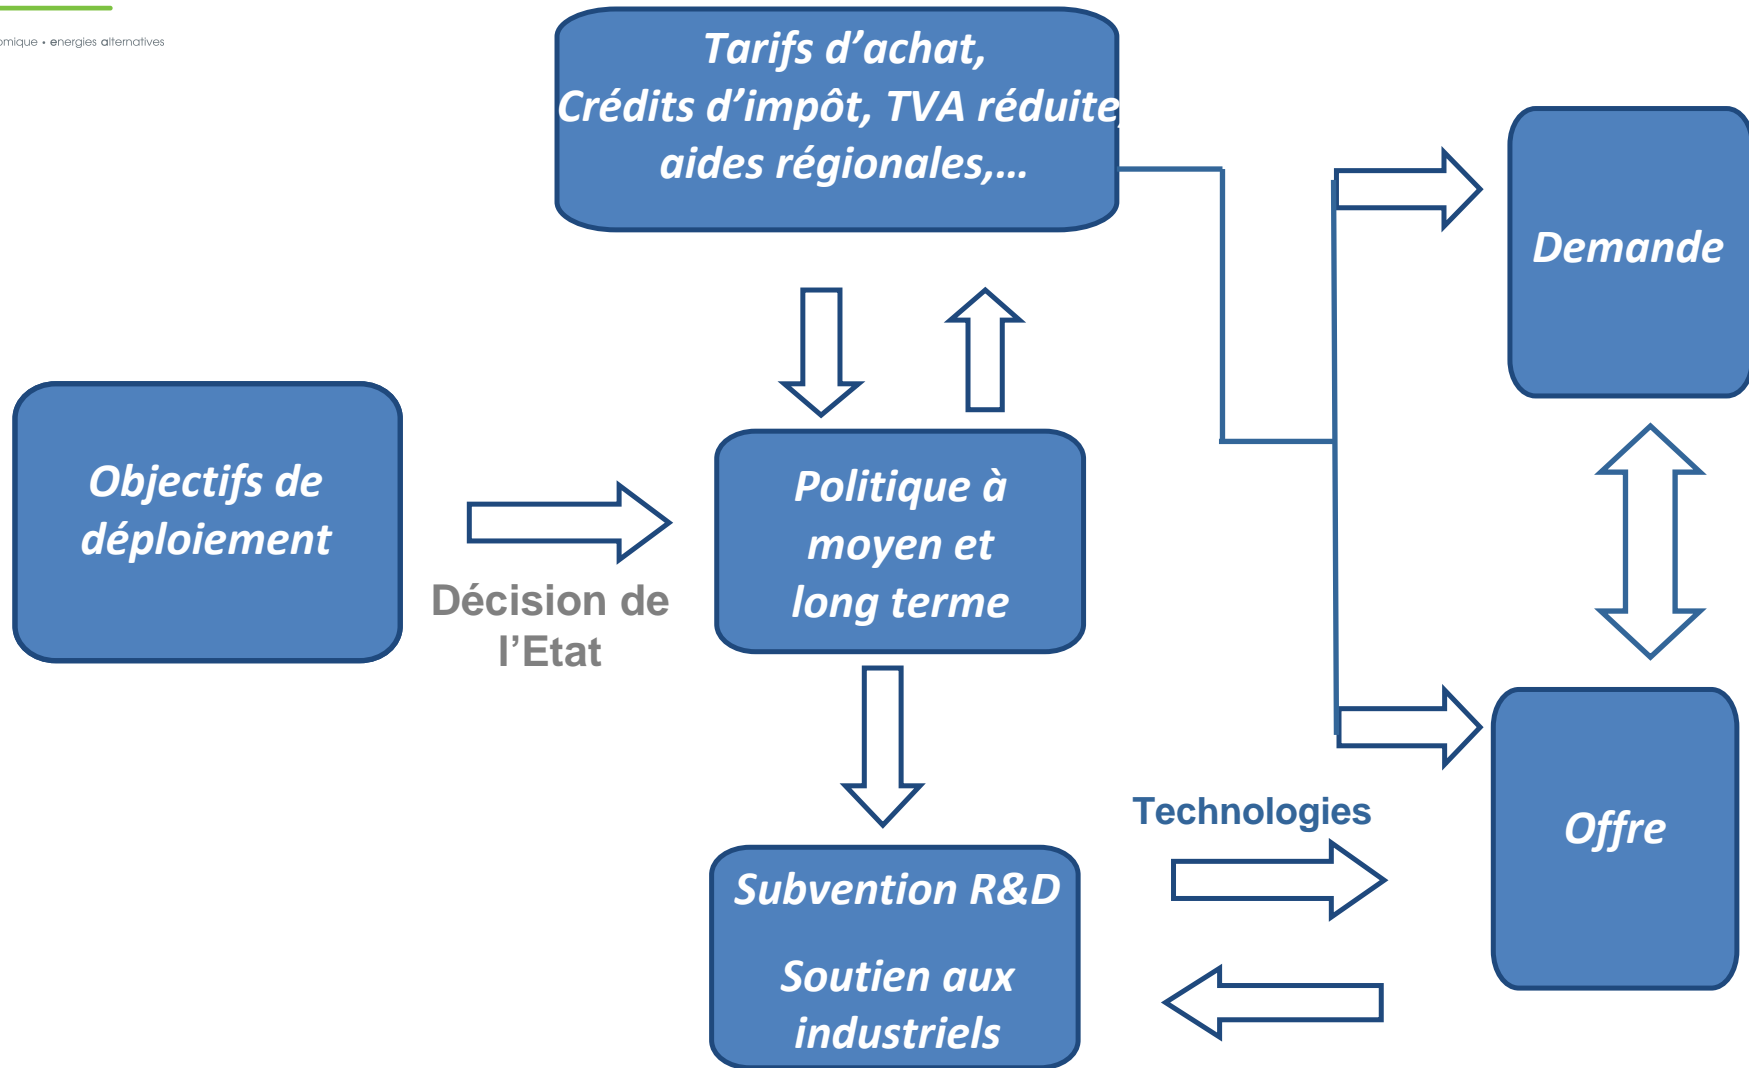 omique • energies alternatives
Tarifs d’achat,
Crédits d’impôt, TVA réduite,
aides régionales,...
Demande
Objectifs de
déploiement
Décision de
l’Etat
Politique à
moyen et
long terme
Technologies
Offre
Subvention R&D
Soutien aux
industriels